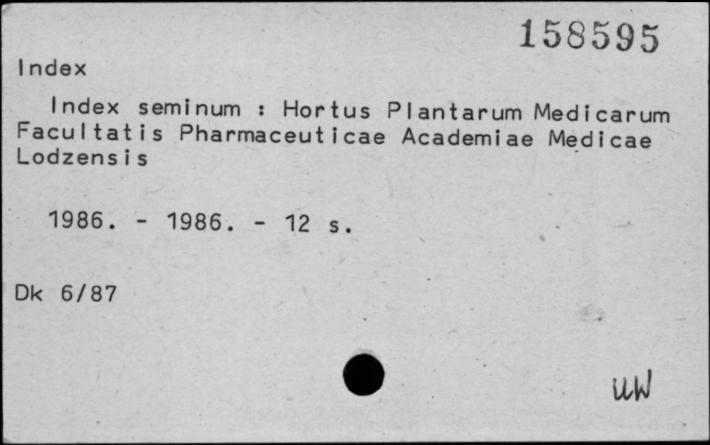 158595
Index
Index seminum : Hortus Plantarum Medicarum
Facultatis Pharmaceuticae Academiae Medicae
Lodzensis
1986. - 1986. - 12 s.
Dk 6/87
uW